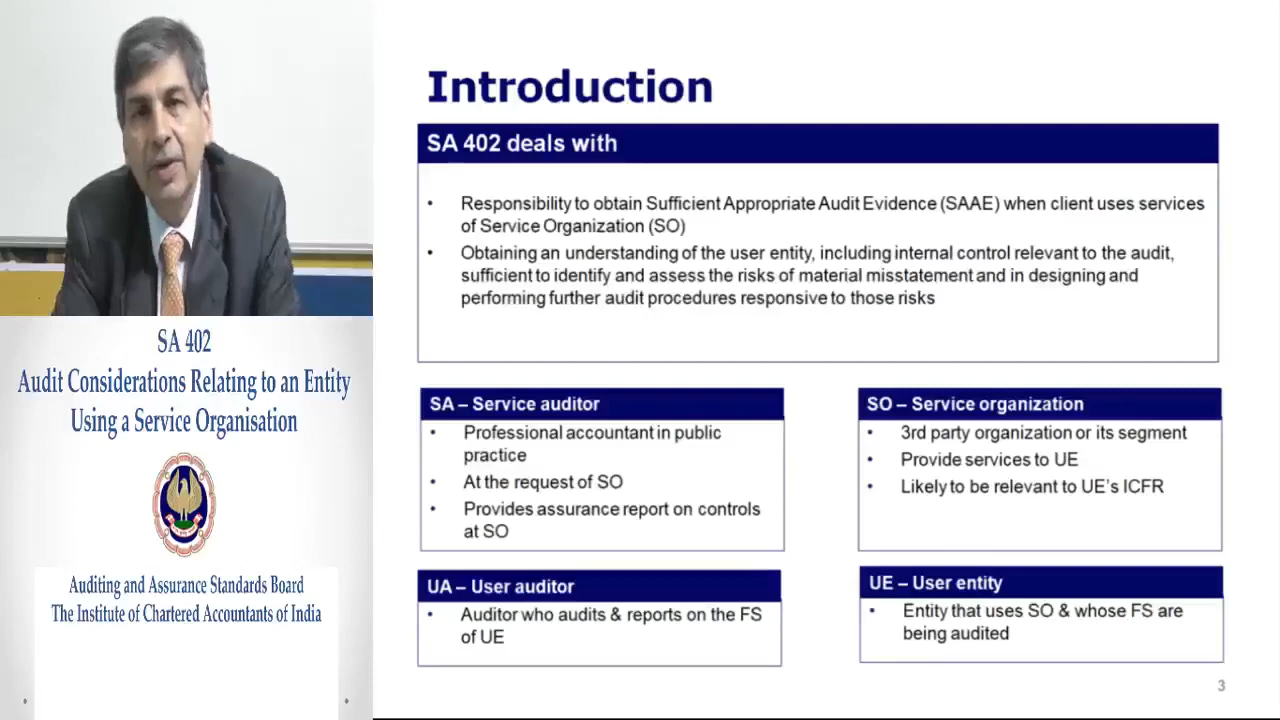 Introduction
SA 402 deals with
• Responsibility to obtain Sufficient Appropriate Audit Evidence (SAAE) when client uses services
of Service Organization (SO)
• Obtaining an understanding of the user entity, including internal control relevant to the audit,
sufficient to identify and assess the risks of material misstatement and in designing and
performing further audit procedures responsive to those risks
SA – Service auditor
• Professional accountant in public
practice
• At the request of SO
• Provides assurance report on controls
at SO
SO – Service organization
• 3rd party organization or its segment
• Provide services to UE
• Likely to be relevant to UE's ICFR
UA – User auditor
• Auditor who audits & reports on the FS
of UE
UE – User entity
• Entity that uses SO & whose FS are
being audited
3
SA 402
Audit Considerations Relating to an Entity
Using a Service Organisation
Auditing and Assurance Standards Board
The Institute of Chartered Accountants of India